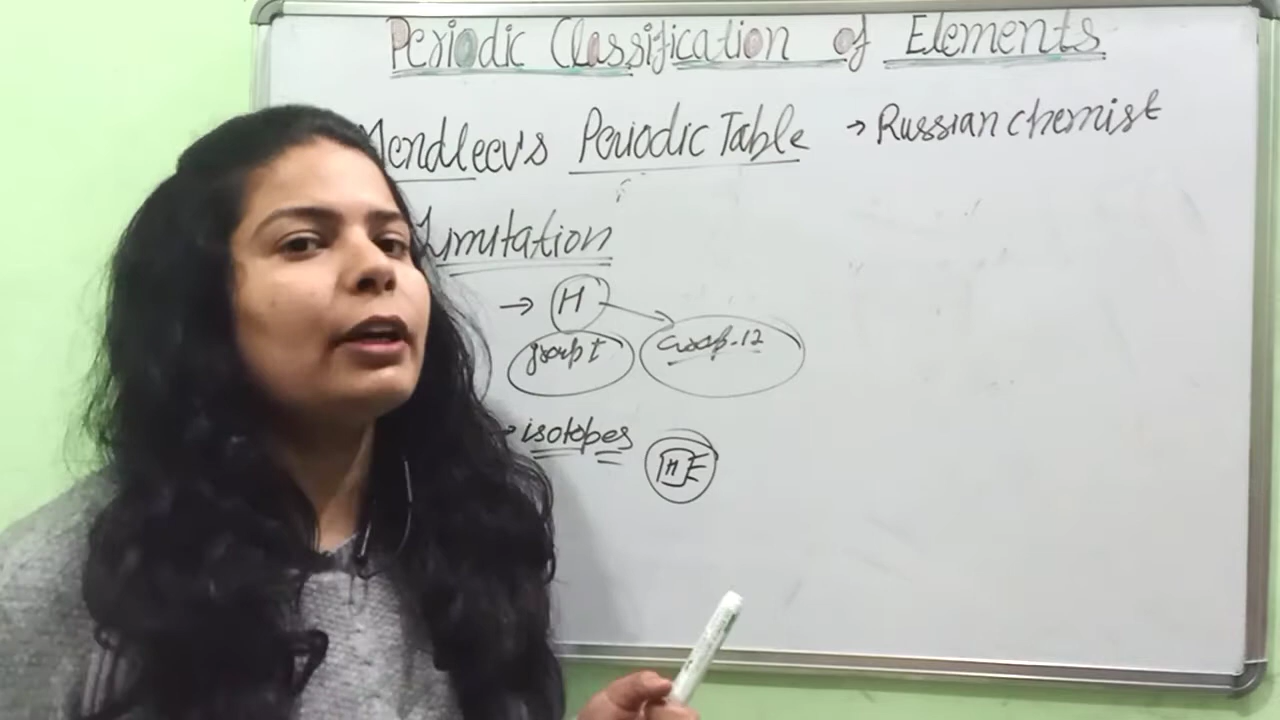 Periodic Classification of Elements
Mendleev's Periodic Table → Russian chemist
Limitation
→ H
group I
isotopes